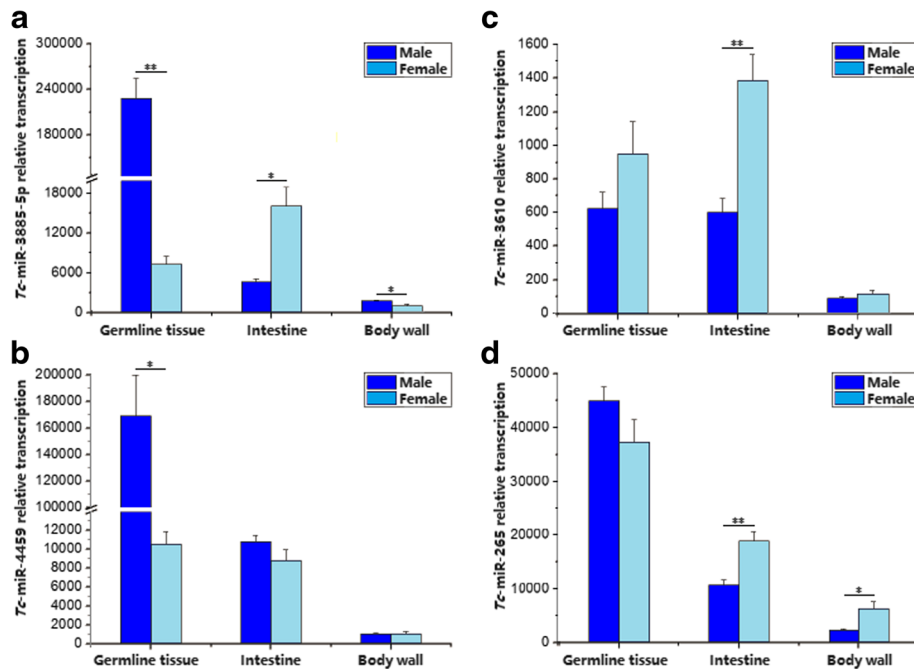 a
Tc-miR-3885-5p relative transcription
300000
240000
180000
18000
12000
6000
0
**
*
*
Male
Female
Germline tissue
Intestine
Body wall
b
Tc-miR-4459 relative transcription
200000
180000
160000
140000
120000
100000
12000
10000
8000
6000
4000
2000
0
*
Male
Female
Germline tissue
Intestine
Body wall
c
Tc-miR-3610 relative transcription
1600
1400
1200
1000
800
600
400
200
0
**
Male
Female
Germline tissue
Intestine
Body wall
d
Tc-miR-265 relative transcription
50000
40000
30000
20000
10000
0
**
*
Male
Female
Germline tissue
Intestine
Body wall